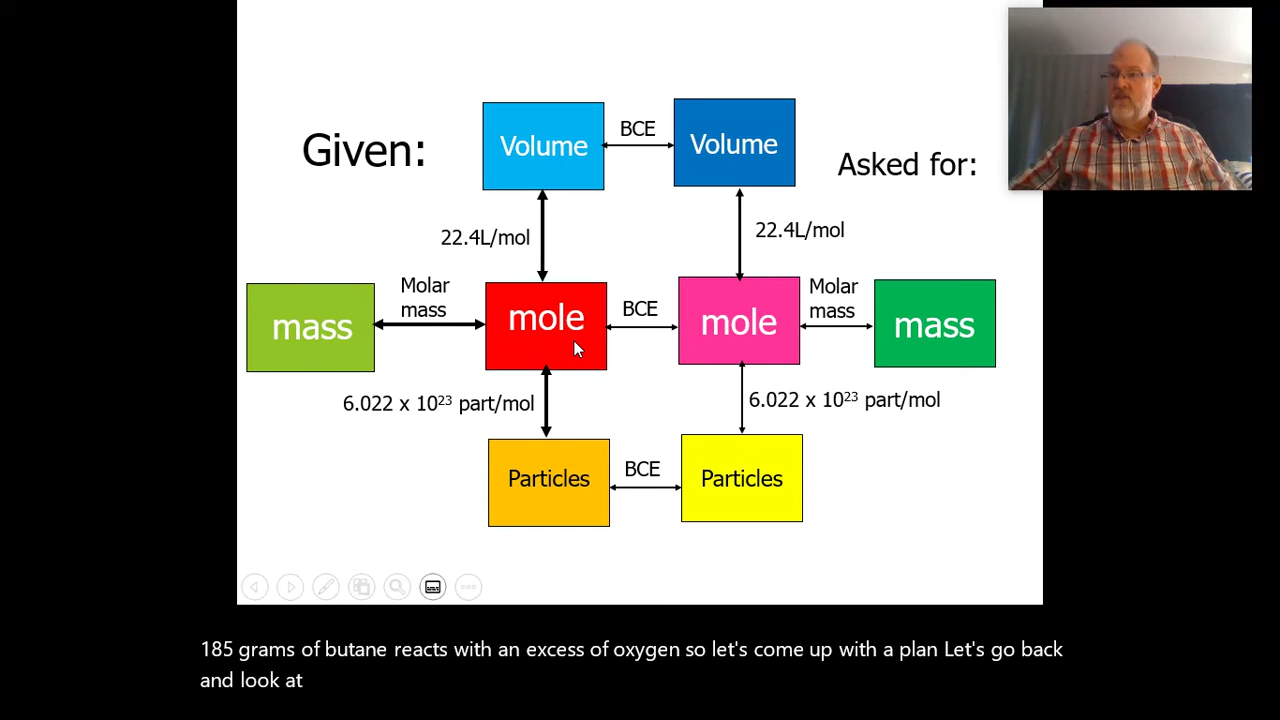 Given:
Volume
BCE
Volume
Asked for:
22.4L/mol
22.4L/mol
mass
Molar
mass
mole
BCE
mole
Molar
mass
mass
6.022 x 10²³ part/mol
6.022 x 10²³ part/mol
Particles
BCE
Particles
185 grams of butane reacts with an excess of oxygen so let's come up with a plan Let's go back
and look at